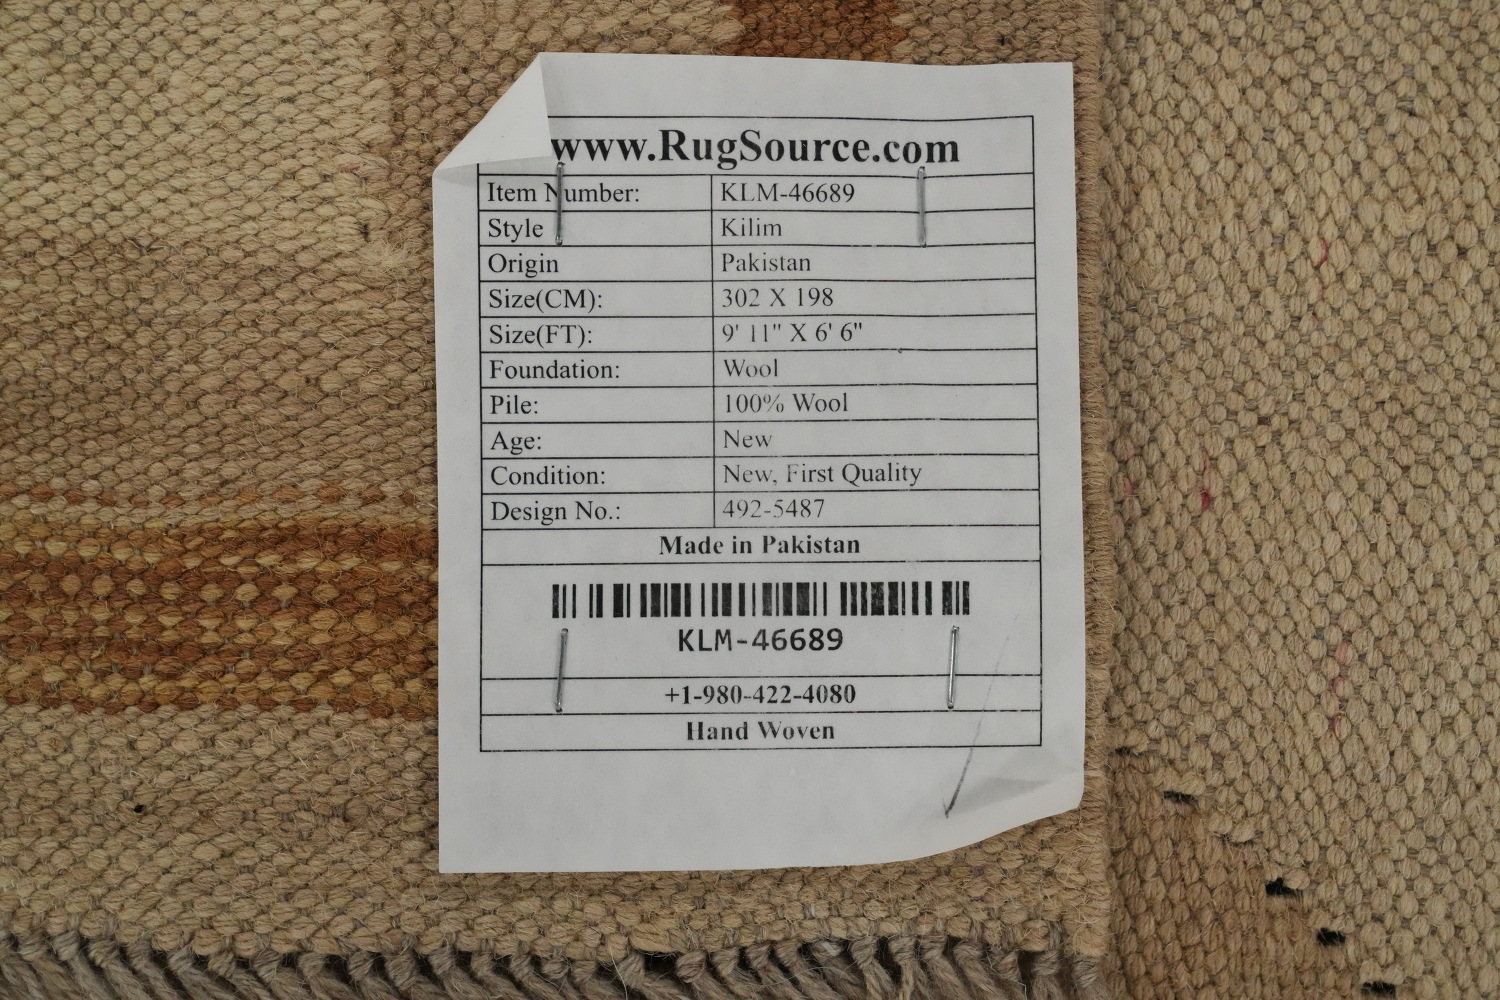 www.RugSource.com
Item Number: KLM-46689
Style Kilim
Origin Pakistan
Size(CM): 302 X 198
Size(FT): 9' 11" X 6' 6"
Foundation: Wool
Pile: 100% Wool
Age: New
Condition: New, First Quality
Design No.: 492-5487
Made in Pakistan
KLM-46689
+1-980-422-4080
Hand Woven